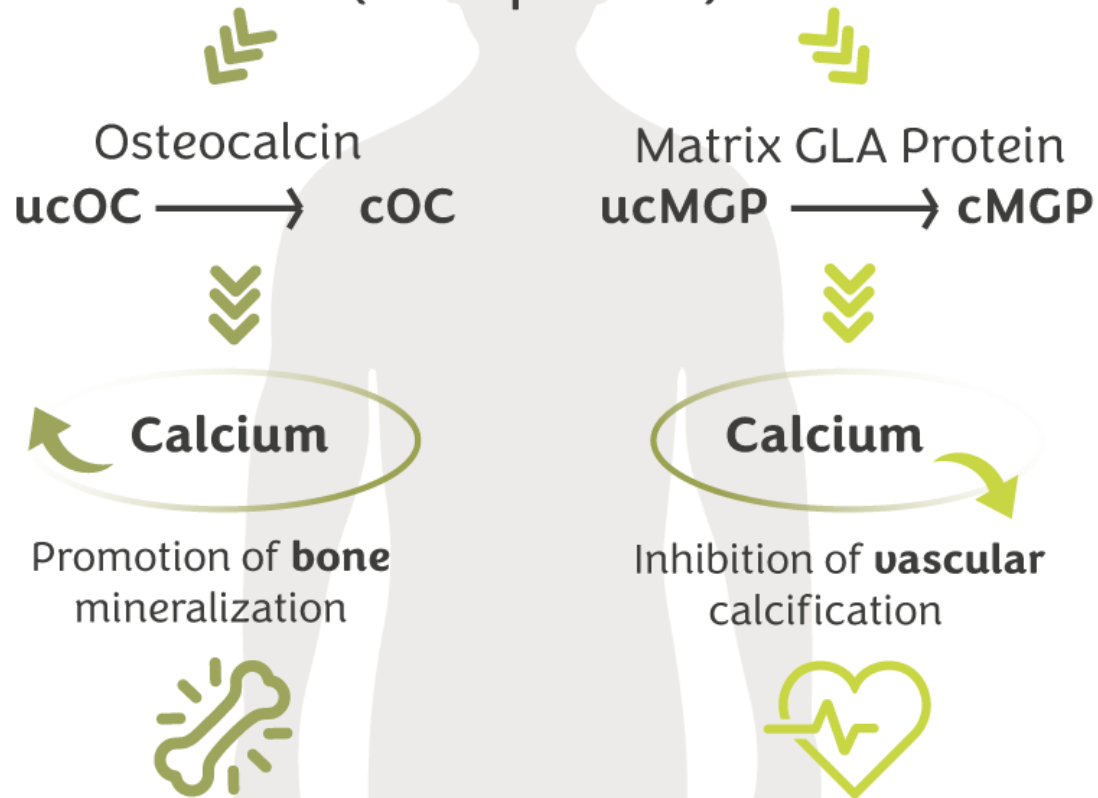 Osteocalcin
ucOC → cOC
Matrix GLA Protein
ucMGP → cMGP
Calcium
Calcium
Promotion of bone
mineralization
Inhibition of vascular
calcification